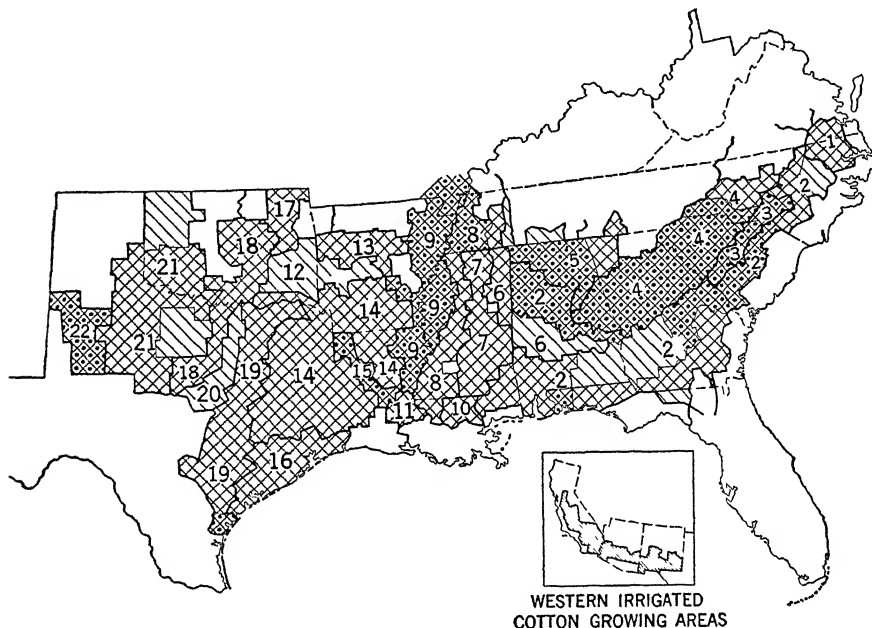 1
4 2
17 3
18 13 9 8 4
21 7 5 3 2
12
6 4
14 9 2
22
21 9 7 6 2
18 19 14 15 14
20 8 2
11 10
19 16
WESTERN IRRIGATED
COTTON GROWING AREAS